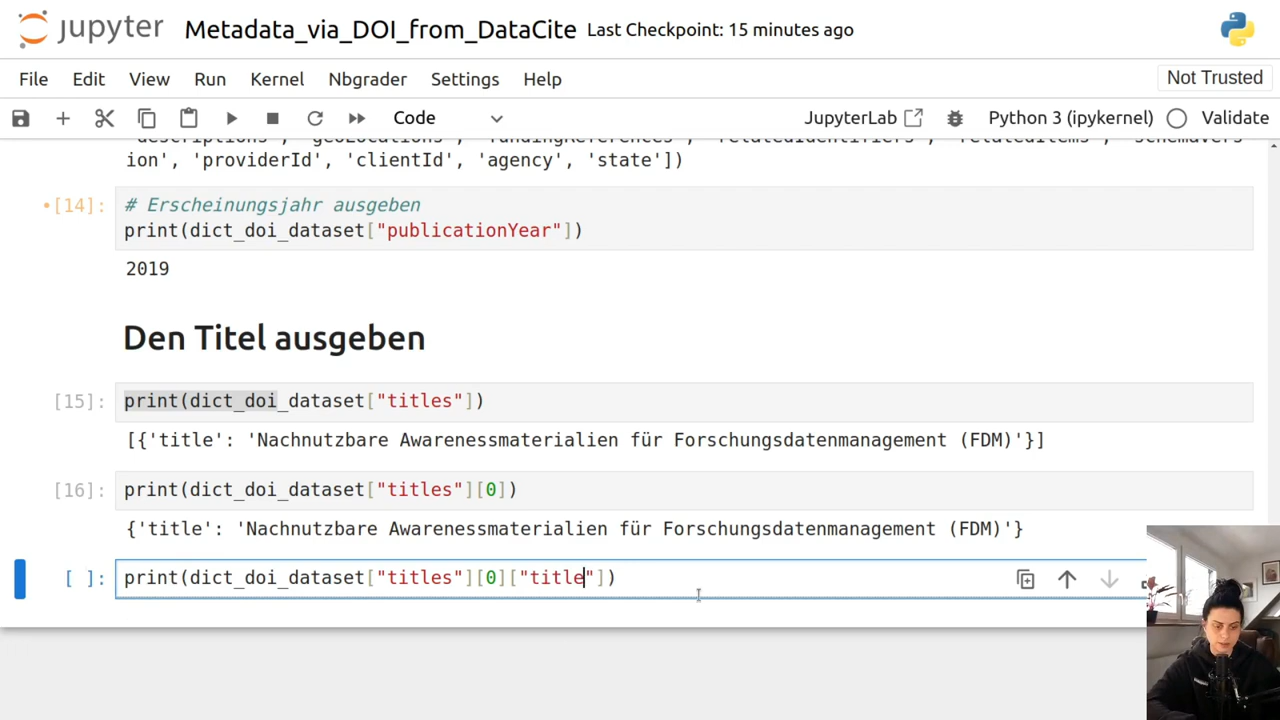 jupyter Metadata_via_DOI_from_DataCite Last Checkpoint: 15 minutes ago
File Edit View Run Kernel Nbgrader Settings Help Not Trusted
Code JupyterLab Python 3 (ipykernel) Validate
ion', 'providerId', 'clientId', 'agency', 'state'])
[14]: # Erscheinungsjahr ausgeben
print(dict_doi_dataset["publicationYear"])
2019
Den Titel ausgeben
[15]: print(dict_doi_dataset["titles"])
[{'title': 'Nachnutzbare Awarenessmaterialien für Forschungsdatenmanagement (FDM)'}]
[16]: print(dict_doi_dataset["titles"][0])
{'title': 'Nachnutzbare Awarenessmaterialien für Forschungsdatenmanagement (FDM)'}
[ ]: print(dict_doi_dataset["titles"][0]["title"])